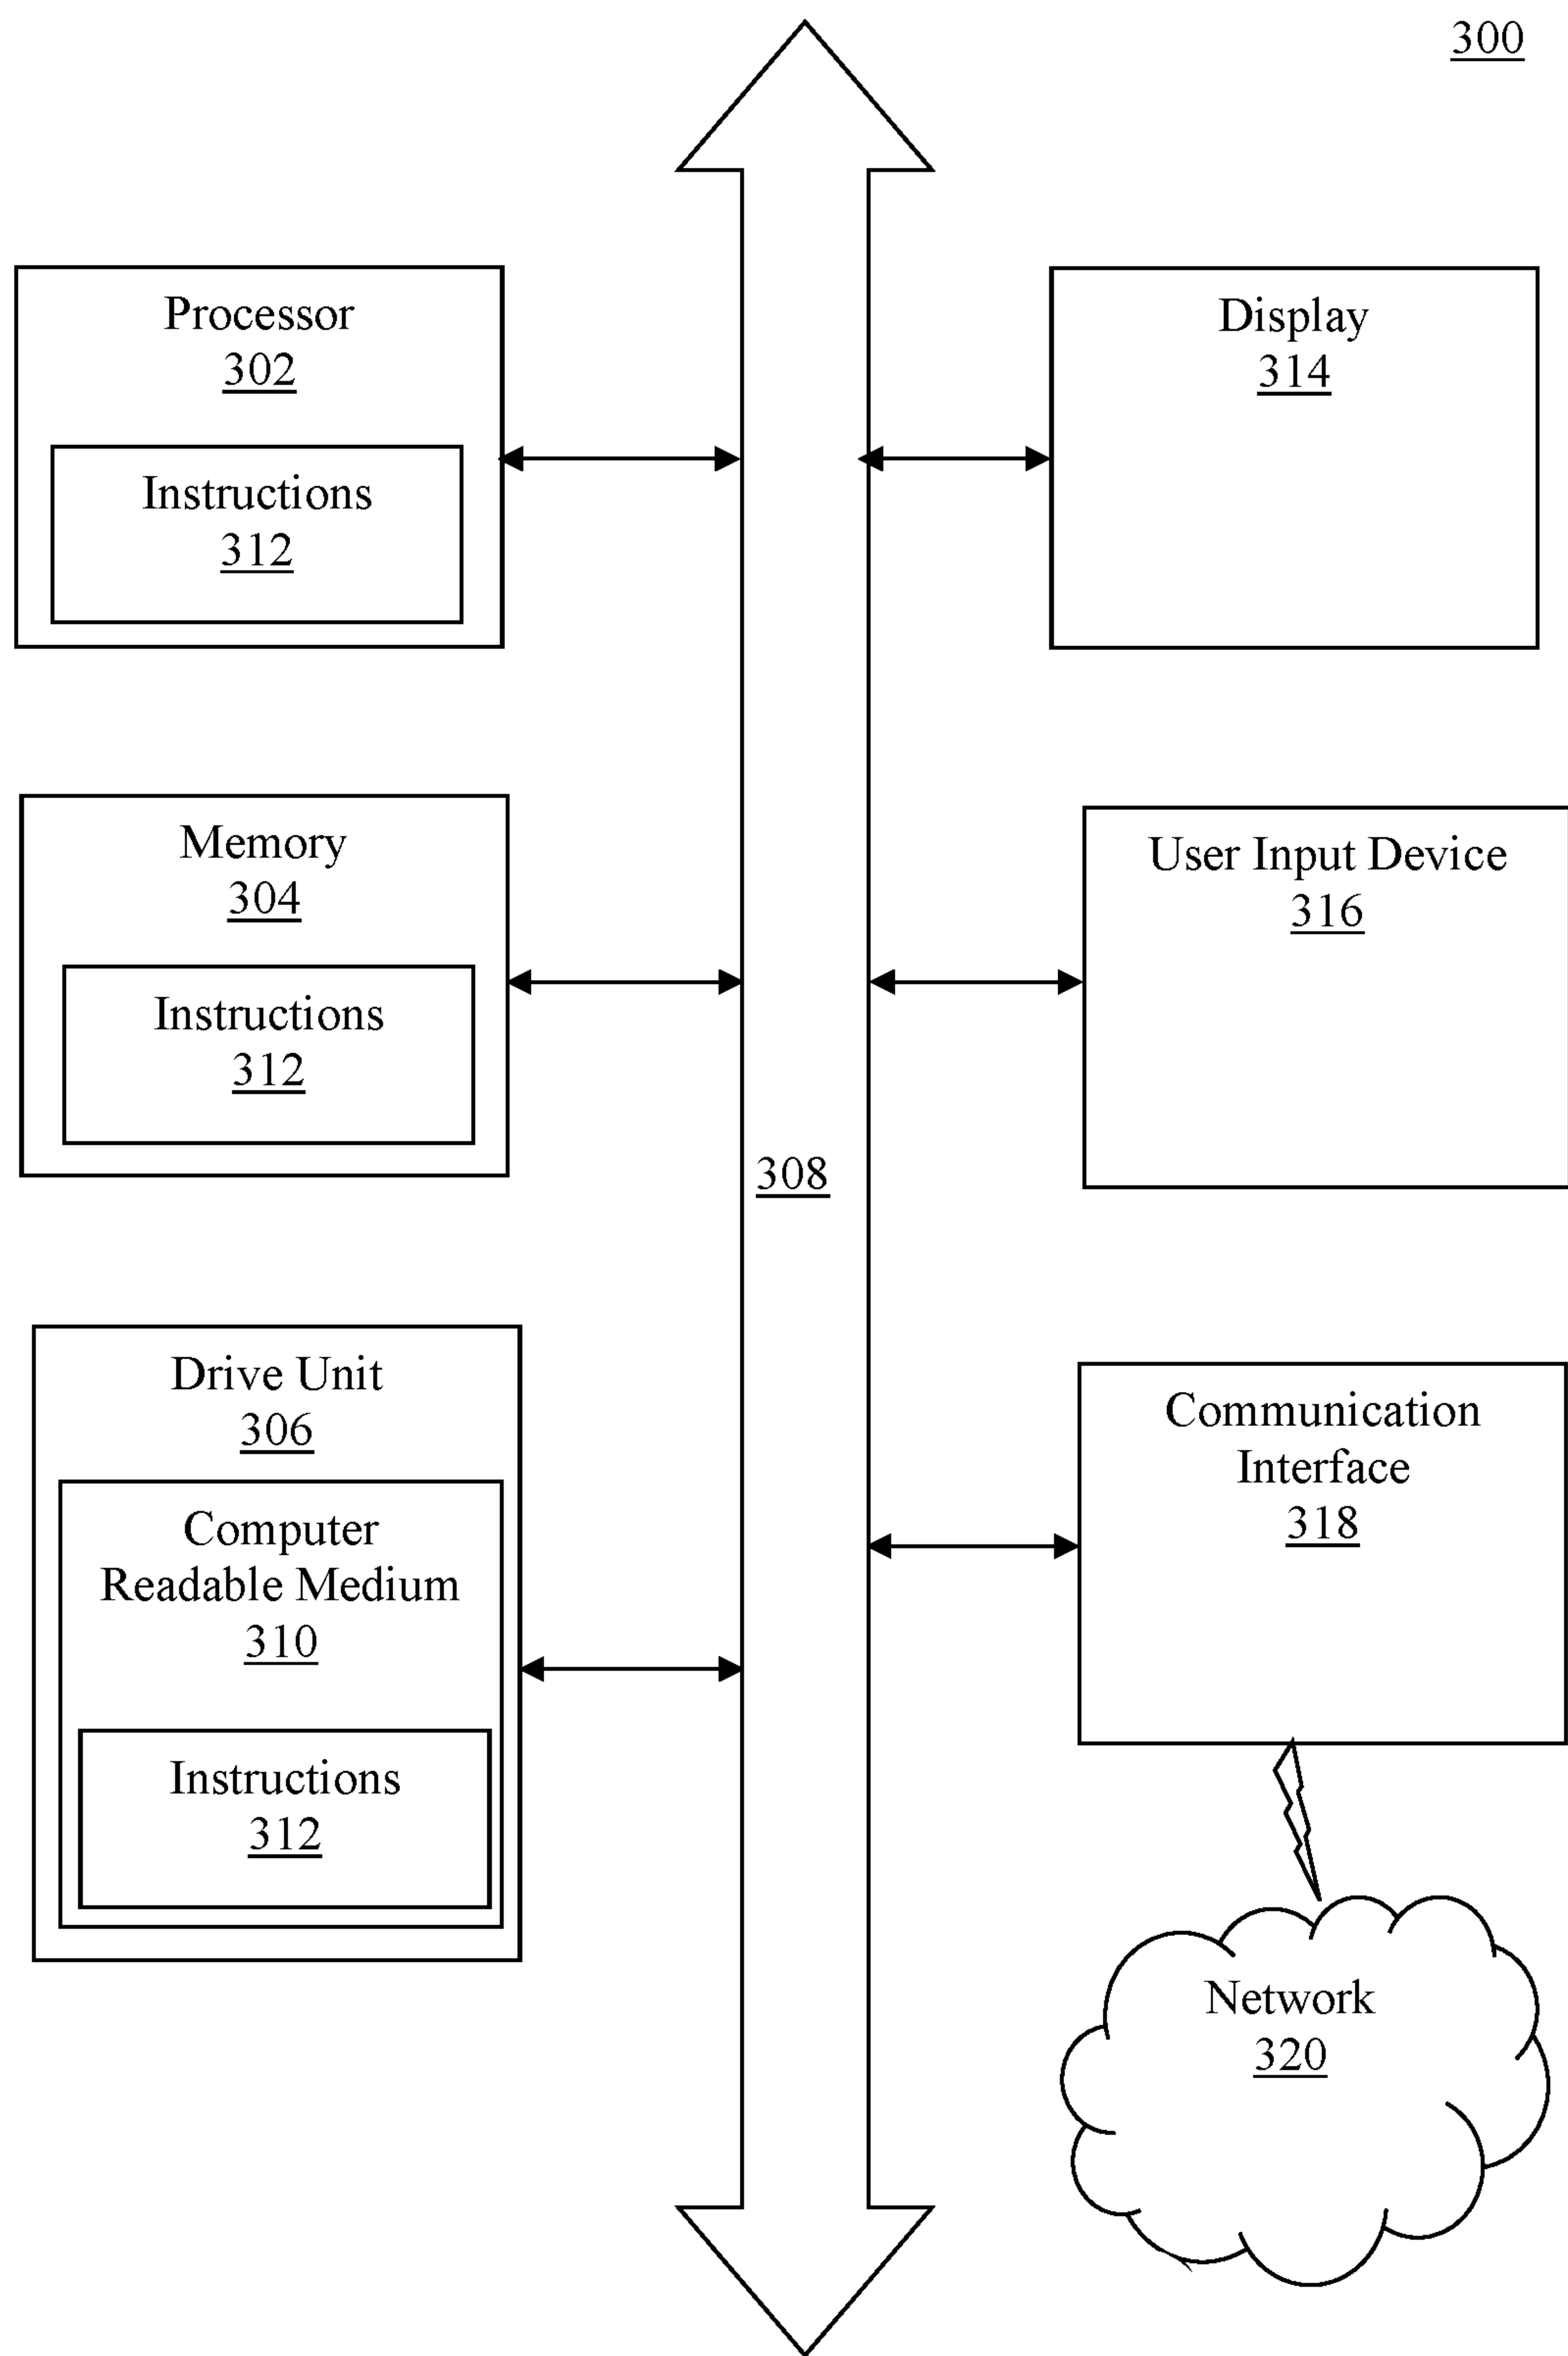 300
Processor
302
Instructions
312
Display
314
Memory
304
Instructions
312
User Input Device
316
308
Drive Unit
306
Computer
Readable Medium
310
Instructions
312
Communication
Interface
318
Network
320